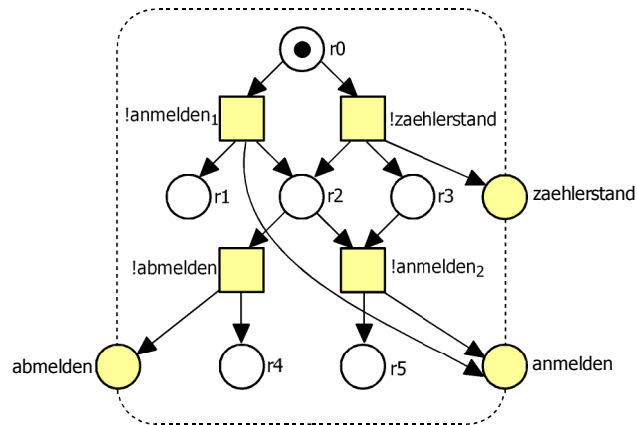 r0
!anmelden₁
!zaehlerstand
r1
r2
r3
zaehlerstand
!abmelden
!anmelden₂
abmelden
r4
r5
anmelden